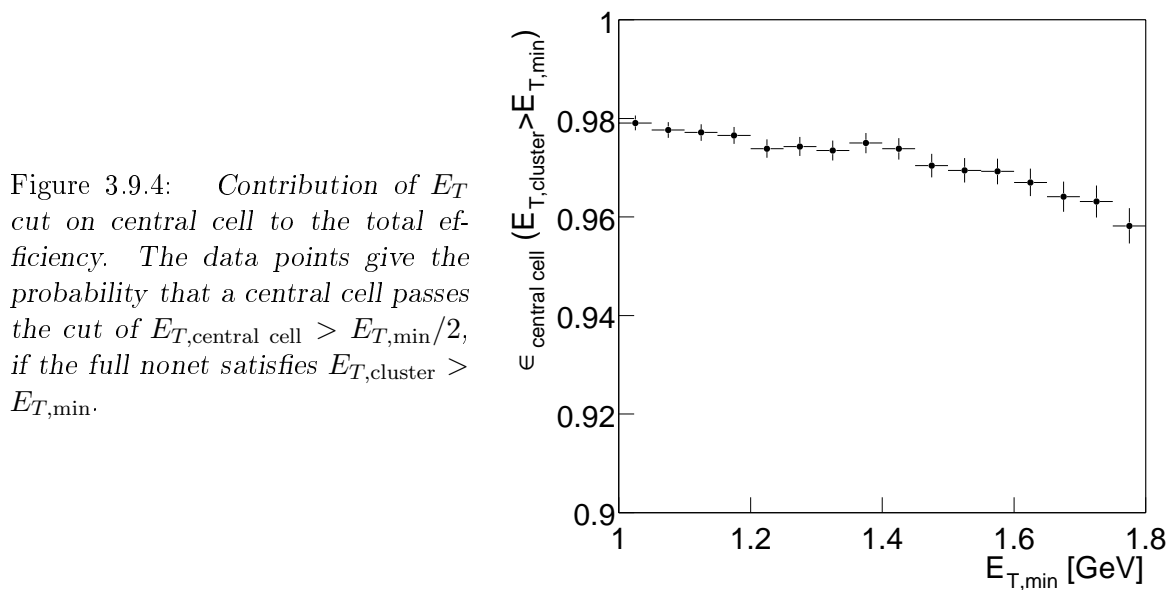 Figure 3.9.4: Contribution of E_T
cut on central cell to the total ef-
ficiency. The data points give the
probability that a central cell passes
the cut of E_T,central cell > E_T,min/2,
if the full nonet satisfies E_T,cluster >
E_T,min.
∊ central cell (E_T,cluster>E_T,min)
1
0.98
0.96
0.94
0.92
0.9
1 1.2 1.4 1.6 1.8
E_T,min [GeV]